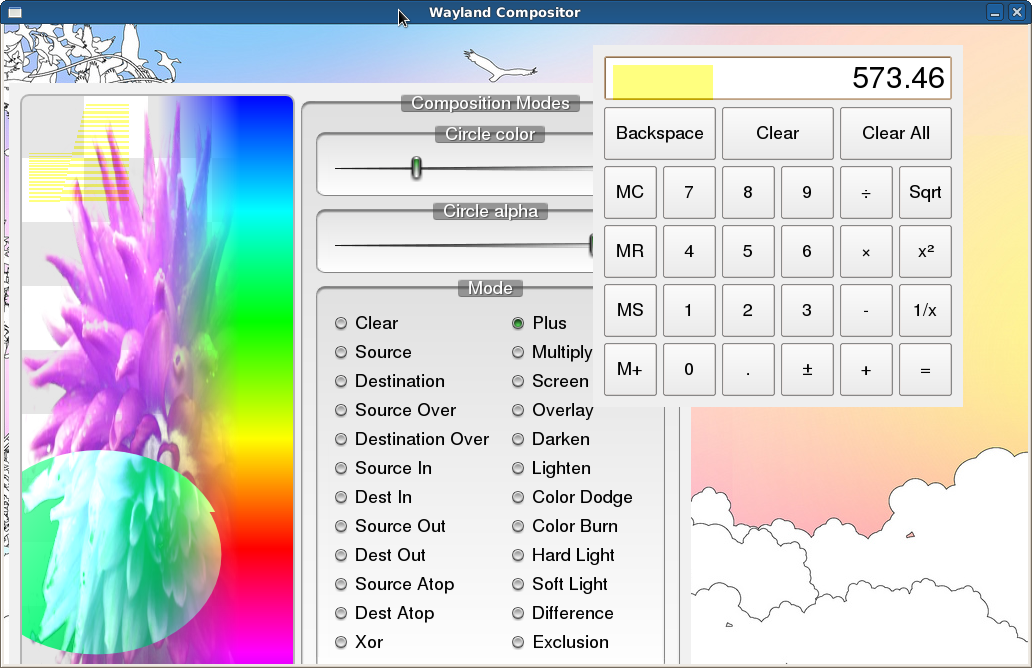 Wayland Compositor
Composition Modes
Circle color
Circle alpha
Mode
Clear
Source
Destination
Source Over
Destination Over
Source In
Dest In
Source Out
Dest Out
Source Atop
Dest Atop
Xor
Plus
Multiply
Screen
Overlay
Darken
Lighten
Color Dodge
Color Burn
Hard Light
Soft Light
Difference
Exclusion
573.46
Backspace Clear Clear All
MC 7 8 9 ÷ Sqrt
MR 4 5 6 × x²
MS 1 2 3 - 1/x
M+ 0 . ± + =